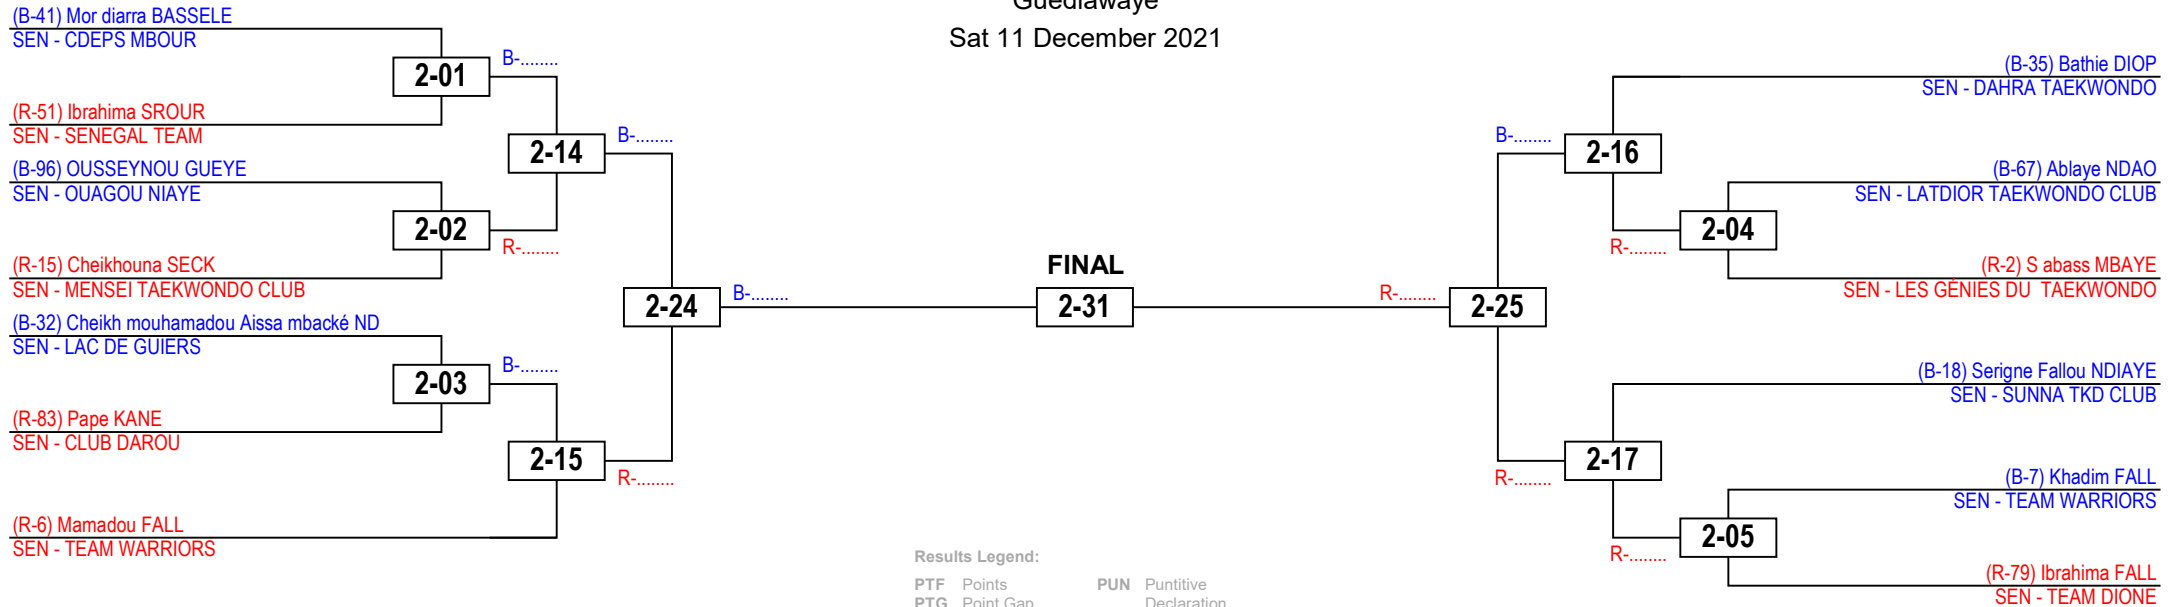 Guediawaye
Sat 11 December 2021
(B-41) Mor diarra BASSELE
SEN - CDEPS MBOUR
2-01
B-........
(R-51) Ibrahima SROUR
SEN - SENEGAL TEAM
2-14
B-........
(B-96) OUSSEYNOU GUEYE
SEN - OUAGOU NIAYE
2-02
R-........
(R-15) Cheikhouna SECK
SEN - MENSEI TAEKWONDO CLUB
2-24
B-........
(B-32) Cheikh mouhamadou Aissa mbacké ND
SEN - LAC DE GUIERS
2-03
B-........
(R-83) Pape KANE
SEN - CLUB DAROU
2-15
R-........
(R-6) Mamadou FALL
SEN - TEAM WARRIORS
FINAL
2-31
(B-35) Bathie DIOP
SEN - DAHRA TAEKWONDO
B-........
2-16
(B-67) Ablaye NDAO
SEN - LATDIOR TAEKWONDO CLUB
R-........
2-04
(R-2) S abass MBAYE
SEN - LES GÉNIES DU  TAEKWONDO
R-........
2-25
(B-18) Serigne Fallou NDIAYE
SEN - SUNNA TKD CLUB
R-........
2-17
(B-7) Khadim FALL
SEN - TEAM WARRIORS
R-........
2-05
(R-79) Ibrahima FALL
SEN - TEAM DIONE
Results Legend:
PTF Points PUN Puntitive
PTG Point Gap Declaration